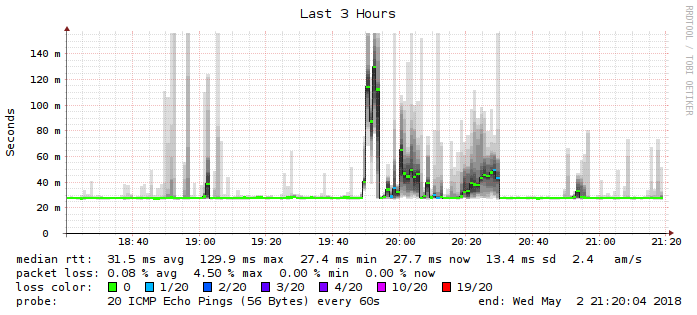 Last 3 Hours
RRDTOOL / TOBI OETIKER
Seconds
140 m
120 m
100 m
80 m
60 m
40 m
20 m
0
18:40 19:00 19:20 19:40 20:00 20:20 20:40 21:00 21:20
median rtt: 31.5 ms avg 129.9 ms max 27.4 ms min 27.7 ms now 13.4 ms sd 2.4 am/s
packet loss: 0.08 % avg 4.50 % max 0.00 % min 0.00 % now
loss color: 0 1/20 2/20 3/20 4/20 10/20 19/20
probe: 20 ICMP Echo Pings (56 Bytes) every 60s end: Wed May 2 21:20:04 2018